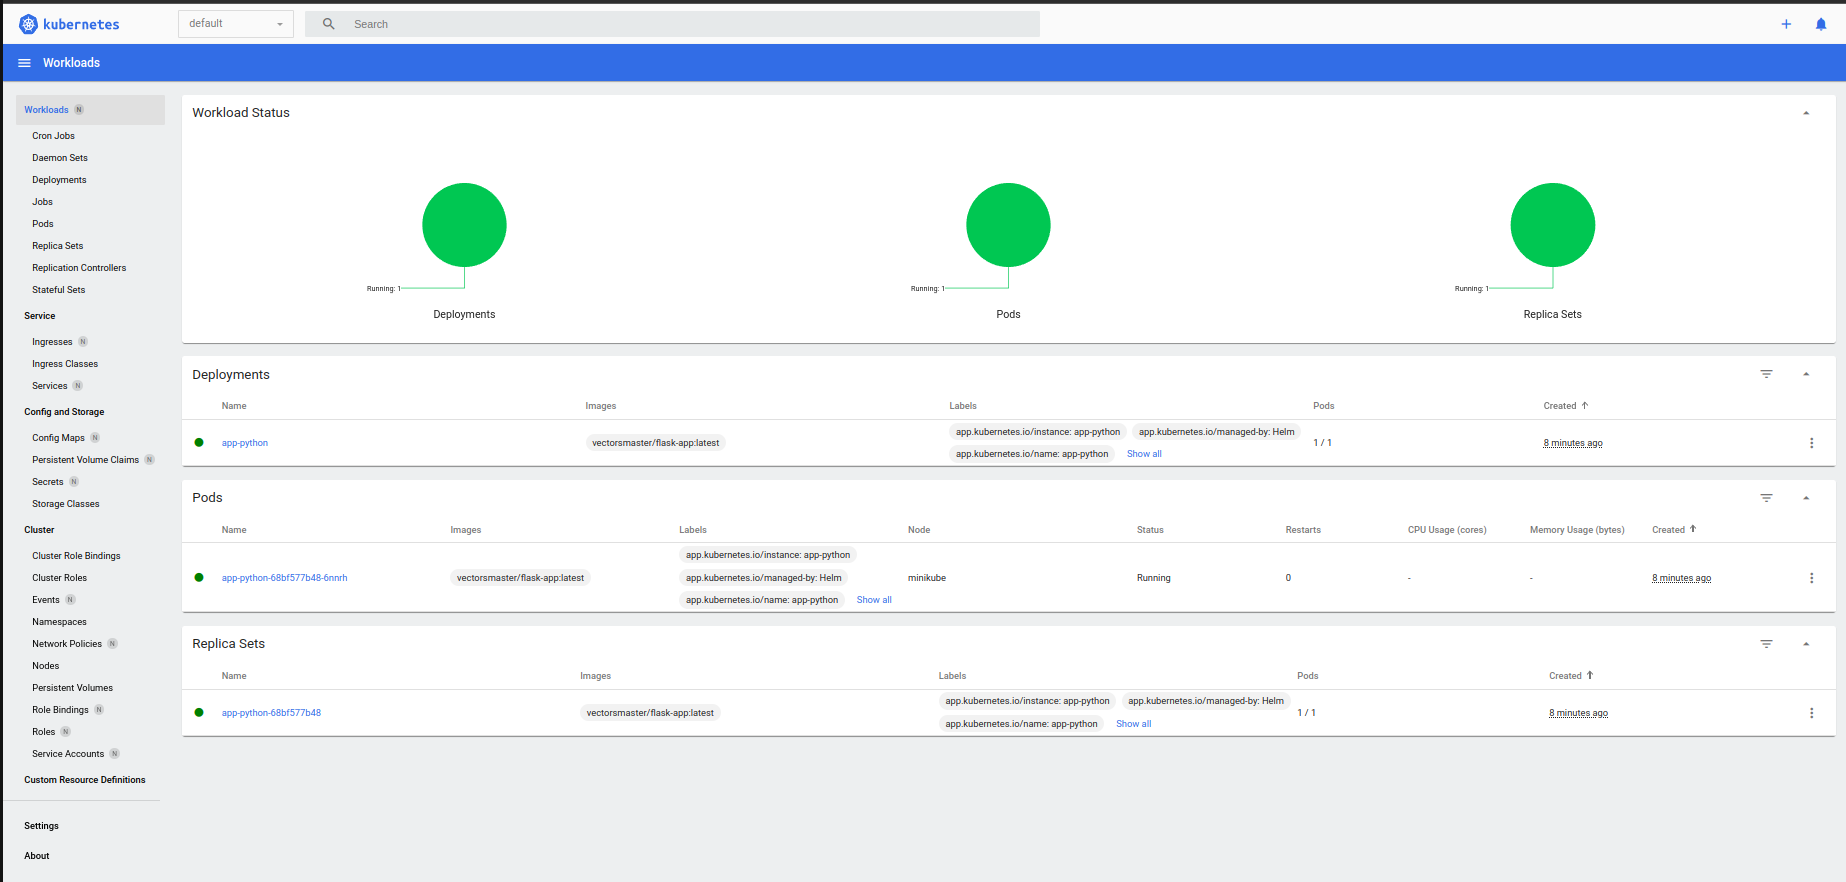 kubernetes
default
Search
Workloads
Workloads N
Cron Jobs
Daemon Sets
Deployments
Jobs
Pods
Replica Sets
Replication Controllers
Stateful Sets
Service
Ingresses N
Ingress Classes
Services N
Config and Storage
Config Maps N
Persistent Volume Claims N
Secrets N
Storage Classes
Cluster
Cluster Role Bindings
Cluster Roles
Events N
Namespaces
Network Policies N
Nodes
Persistent Volumes
Role Bindings N
Roles N
Service Accounts N
Custom Resource Definitions
Settings
About
Workload Status
Running: 1
Deployments
Running: 1
Pods
Running: 1
Replica Sets
Deployments
Name Images Labels Pods Created
app-python vectorsmaster/flask-app:latest app.kubernetes.io/instance: app-python app.kubernetes.io/managed-by: Helm 1 / 1 8 minutes ago
app.kubernetes.io/name: app-python Show all
Pods
Name Images Labels Node Status Restarts CPU Usage (cores) Memory Usage (bytes) Created
app.kubernetes.io/instance: app-python
app-python-68bf577b48-6nnrh vectorsmaster/flask-app:latest app.kubernetes.io/managed-by: Helm minikube Running 0 - - 8 minutes ago
app.kubernetes.io/name: app-python Show all
Replica Sets
Name Images Labels Pods Created
app-python-68bf577b48 vectorsmaster/flask-app:latest app.kubernetes.io/instance: app-python app.kubernetes.io/managed-by: Helm 1 / 1 8 minutes ago
app.kubernetes.io/name: app-python Show all